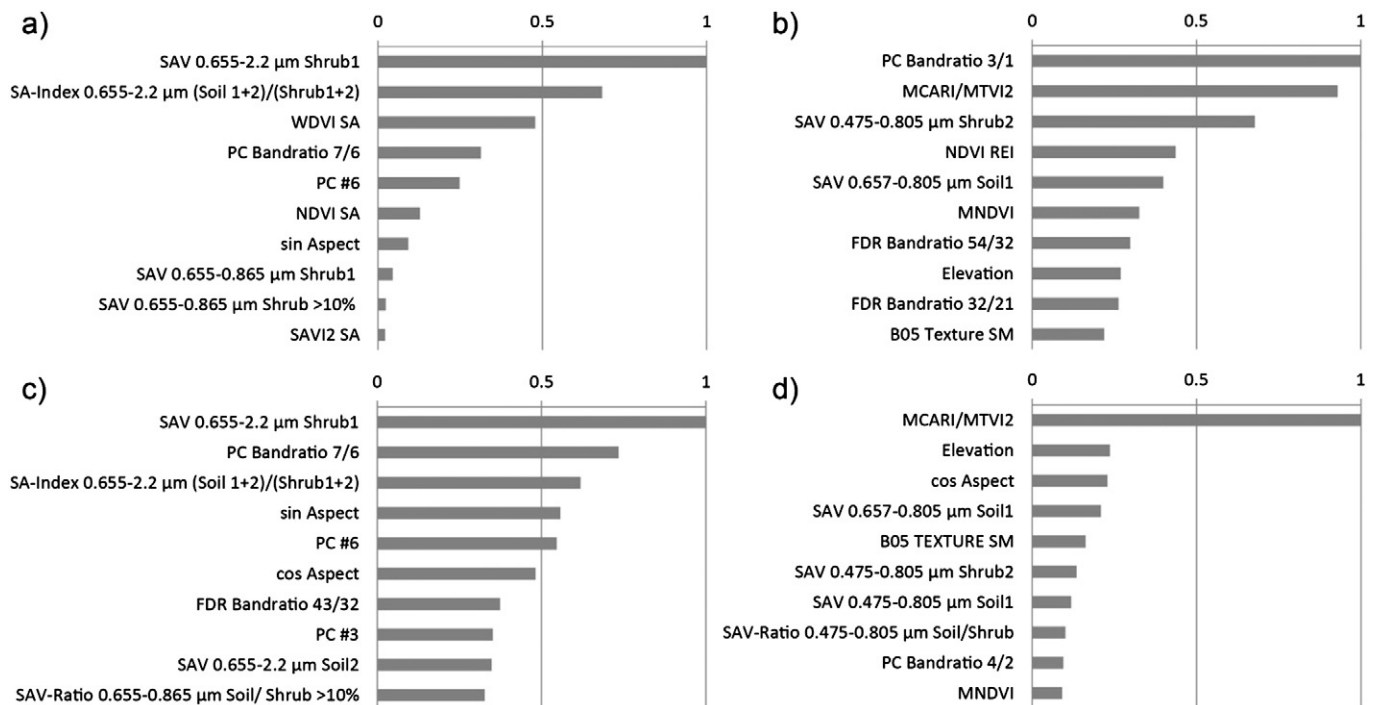 a)
0 0.5 1
SAV 0.655-2.2 µm Shrub1
SA-Index 0.655-2.2 µm (Soil 1+2)/(Shrub1+2)
WDVI SA
PC Bandratio 7/6
PC #6
NDVI SA
sin Aspect
SAV 0.655-0.865 µm Shrub1
SAV 0.655-0.865 µm Shrub >10%
SAVI2 SA
b)
0 0.5 1
PC Bandratio 3/1
MCARI/MTVI2
SAV 0.475-0.805 µm Shrub2
NDVI REI
SAV 0.657-0.805 µm Soil1
MNDVI
FDR Bandratio 54/32
Elevation
FDR Bandratio 32/21
B05 Texture SM
c)
0 0.5 1
SAV 0.655-2.2 µm Shrub1
PC Bandratio 7/6
SA-Index 0.655-2.2 µm (Soil 1+2)/(Shrub1+2)
sin Aspect
PC #6
cos Aspect
FDR Bandratio 43/32
PC #3
SAV 0.655-2.2 µm Soil2
SAV-Ratio 0.655-0.865 µm Soil/ Shrub >10%
d)
0 0.5 1
MCARI/MTVI2
Elevation
cos Aspect
SAV 0.657-0.805 µm Soil1
B05 TEXTURE SM
SAV 0.475-0.805 µm Shrub2
SAV 0.475-0.805 µm Soil1
SAV-Ratio 0.475-0.805 µm Soil/Shrub
PC Bandratio 4/2
MNDVI